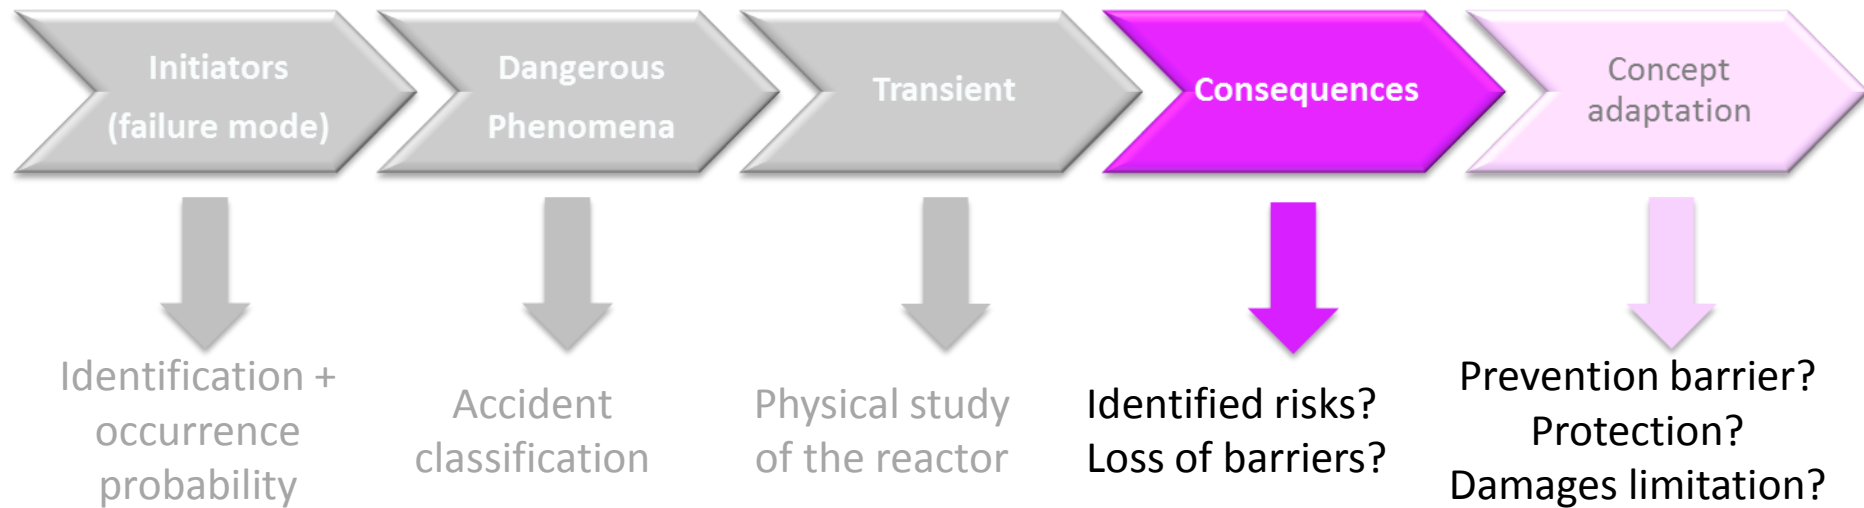 Initiators
(failure mode)
Dangerous
Phenomena
Transient
Consequences
Concept
adaptation
Identification +
occurrence
probability
Accident
classification
Physical study
of the reactor
Identified risks?
Loss of barriers?
Prevention barrier?
Protection?
Damages limitation?